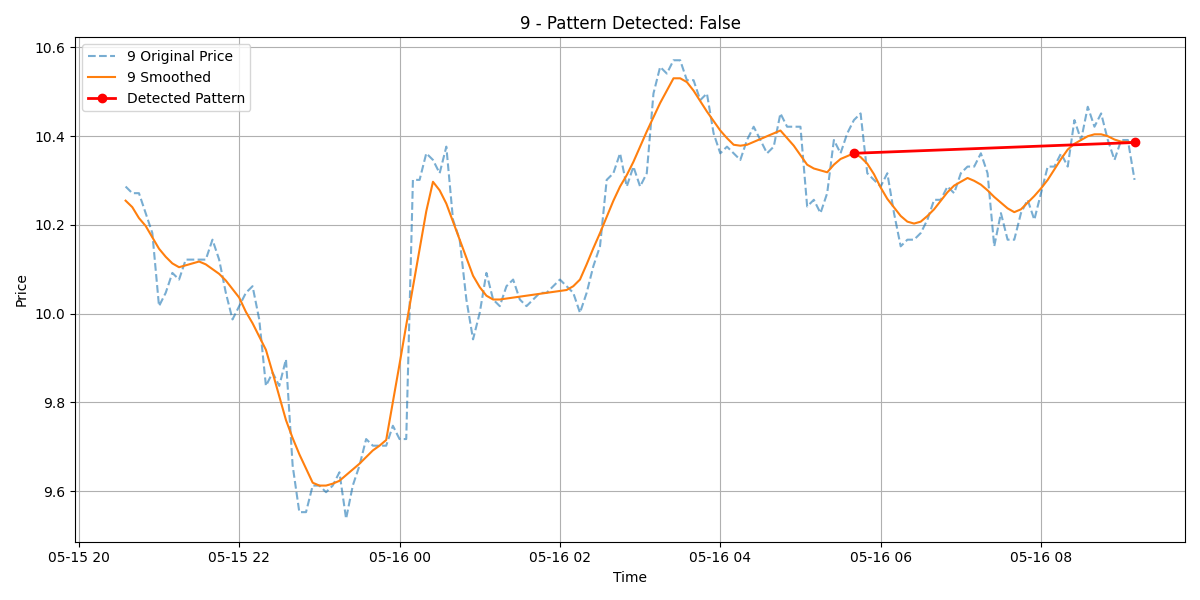 9 - Pattern Detected: False
9 Original Price
9 Smoothed
Detected Pattern
Price
10.6
10.4
10.2
10.0
9.8
9.6
05-15 20
05-15 22
05-16 00
05-16 02
05-16 04
05-16 06
05-16 08
Time